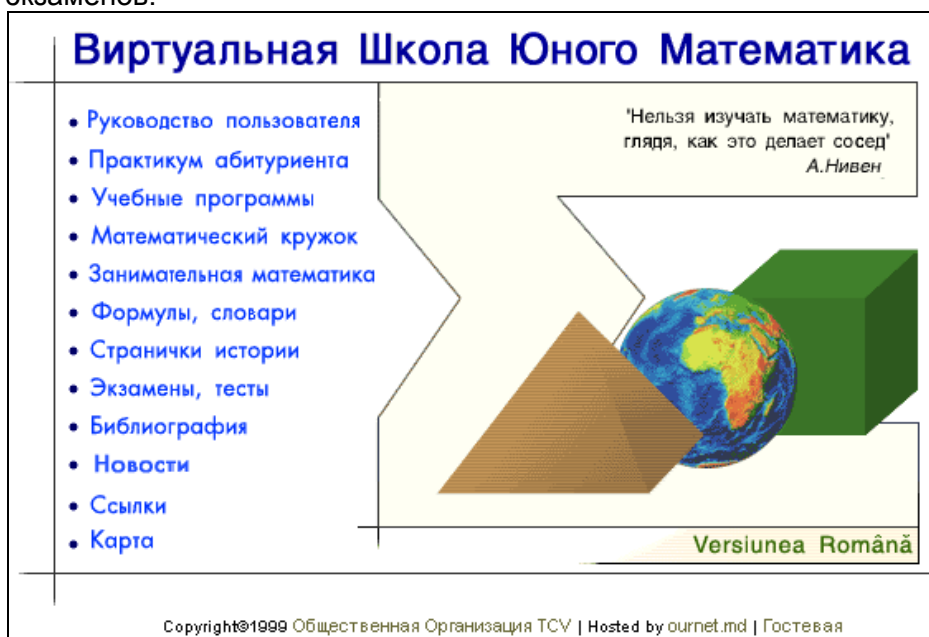 экзаменов.
Виртуальная Школа Юного Математика
• Руководство пользователя
• Практикум абитуриента
• Учебные программы
• Математический кружок
• Занимательная математика
• Формулы, словари
• Странички истории
• Экзамены, тесты
• Библиография
• Новости
• Ссылки
• Карта
'Нельзя изучать математику,
глядя, как это делает сосед'
А.Нивен
Versiunea Română
Copyright©1999 Общественная Организация TCV | Hosted by ournet.md | Гостевая